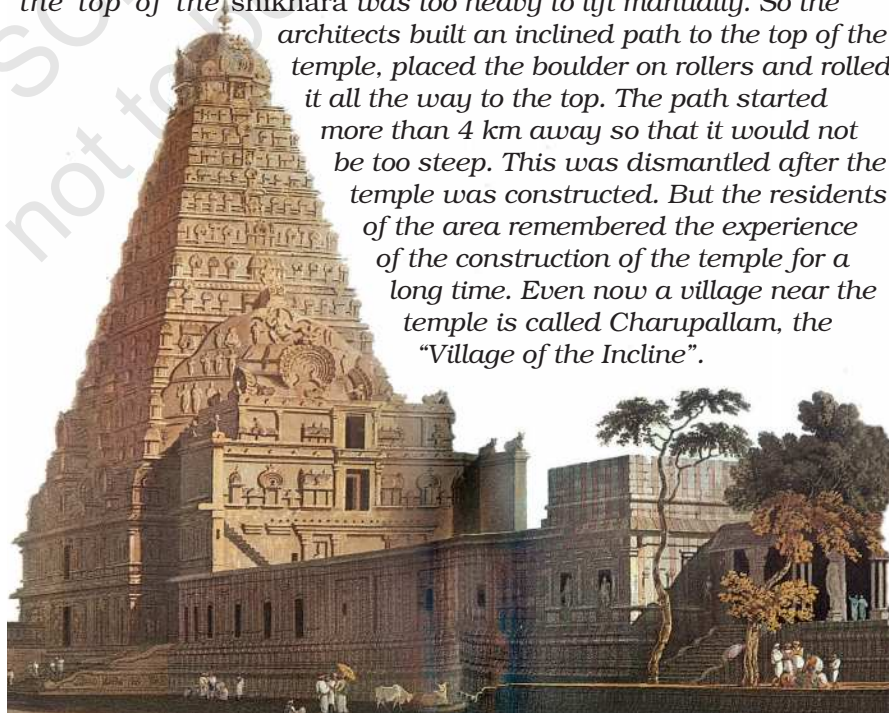 the top of the shikhara was too heavy to lift manually. So the
architects built an inclined path to the top of the
temple, placed the boulder on rollers and rolled
it all the way to the top. The path started
more than 4 km away so that it would not
be too steep. This was dismantled after the
temple was constructed. But the residents
of the area remembered the experience
of the construction of the temple for a
long time. Even now a village near the
temple is called Charupallam, the
“Village of the Incline”.
not to be